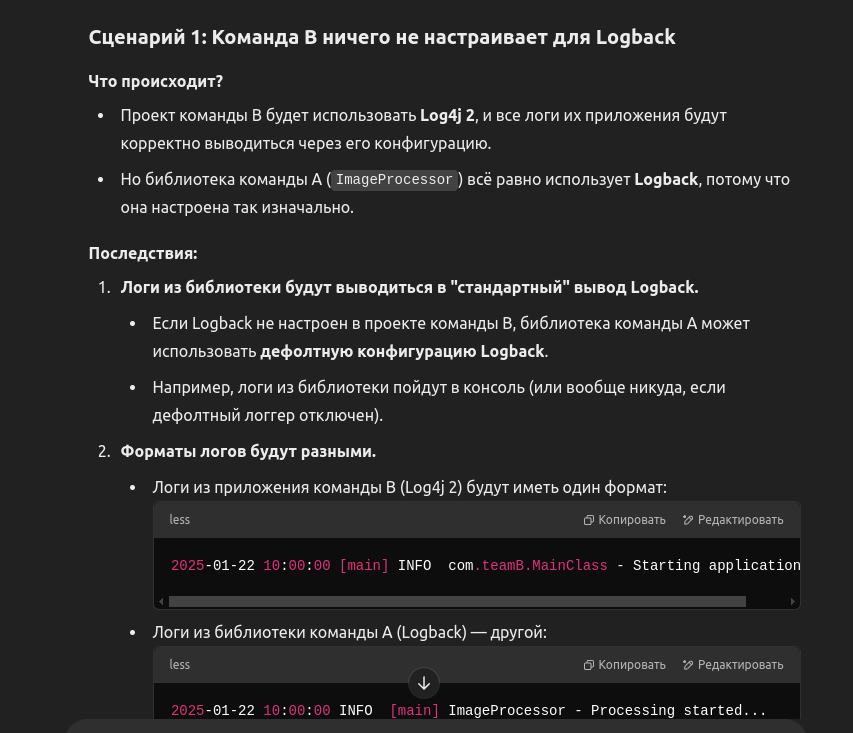 Сценарий 1: Команда B ничего не настраивает для Logback
Что происходит?
• Проект команды B будет использовать Log4j 2, и все логи их приложения будут
корректно выводиться через его конфигурацию.
• Но библиотека команды A (ImageProcessor) всё равно использует Logback, потому что
она настроена так изначально.
Последствия:
1. Логи из библиотеки будут выводиться в "стандартный" вывод Logback.
• Если Logback не настроен в проекте команды B, библиотека команды A может
использовать дефолтную конфигурацию Logback.
• Например, логи из библиотеки пойдут в консоль (или вообще никуда, если
дефолтный логгер отключен).
2. Форматы логов будут разными.
• Логи из приложения команды B (Log4j 2) будут иметь один формат:
less Копировать Редактировать
2025-01-22 10:00:00 [main] INFO  com.teamB.MainClass - Starting application
• Логи из библиотеки команды A (Logback) — другой:
less Копировать Редактировать
2025-01-22 10:00:00 INFO  [main] ImageProcessor - Processing started...